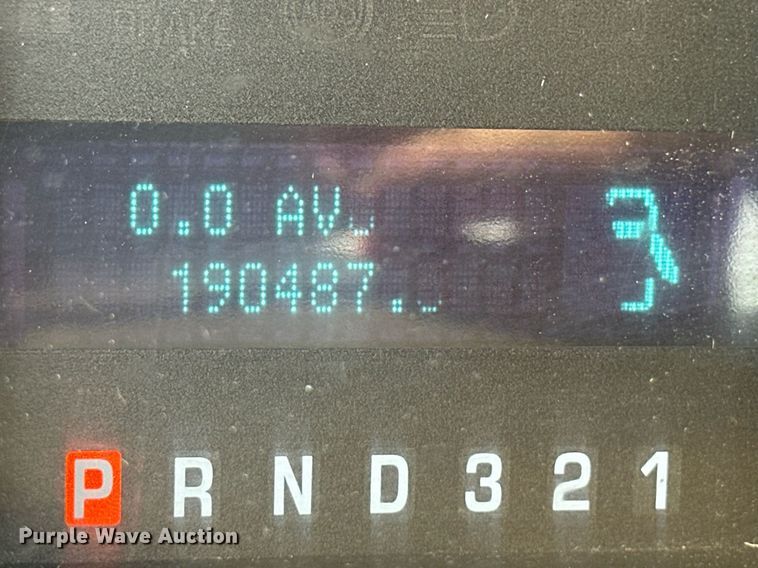 0.0 AV
190487.
P R N D 3 2 1
Purple Wave Auction